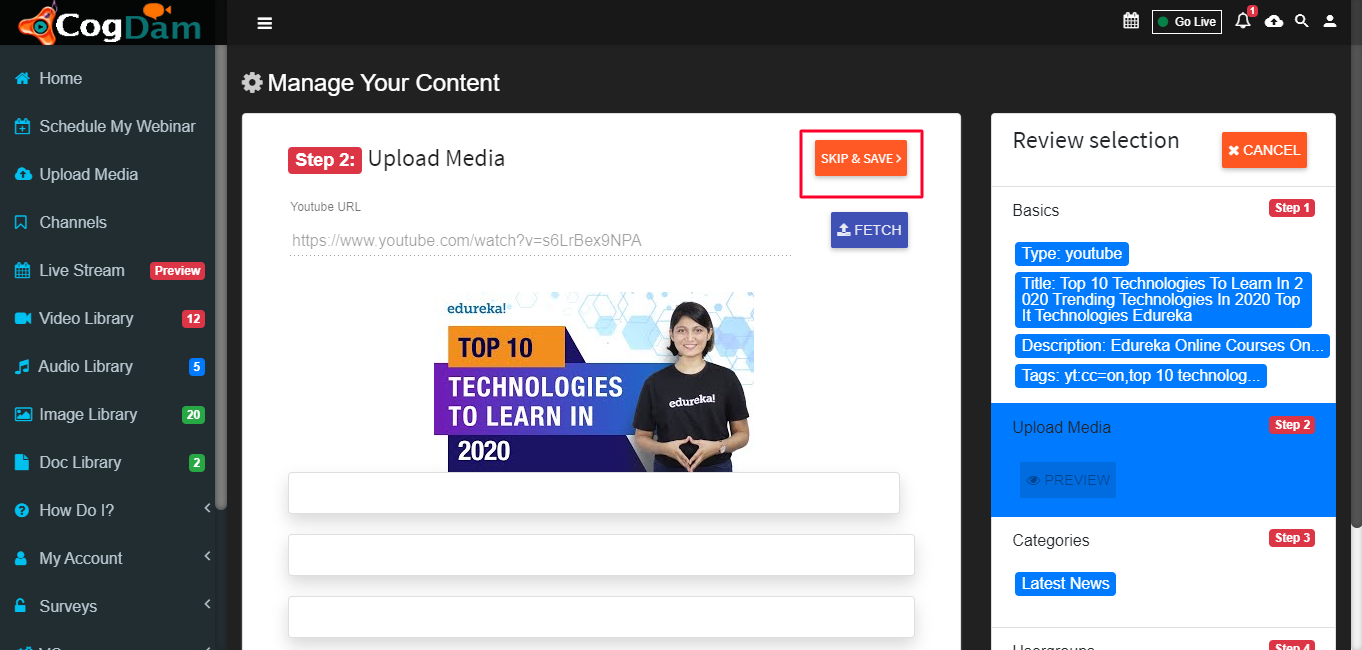 CogDam
Go Live
1
Home
Schedule My Webinar
Upload Media
Channels
Live Stream
Preview
Video Library
12
Audio Library
5
Image Library
20
Doc Library
2
How Do I?
My Account
Surveys
Manage Your Content
Step 2: Upload Media
SKIP & SAVE
Youtube URL
https://www.youtube.com/watch?v=s6LrBex9NPA
FETCH
edureka!
TOP 10
TECHNOLOGIES
TO LEARN IN
2020
edureka!
Review selection
CANCEL
Basics
Step 1
Type: youtube
Title: Top 10 Technologies To Learn In 2
020 Trending Technologies In 2020 Top
It Technologies Edureka
Description: Edureka Online Courses On...
Tags: yt:cc=on,top 10 technolog...
Upload Media
Step 2
PREVIEW
Categories
Step 3
Latest News
Usergroups
Step 4